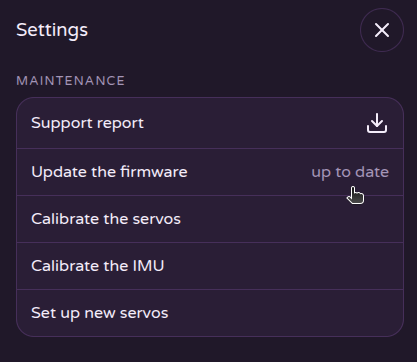 Settings
MAINTENANCE
Support report
Update the firmware up to date
Calibrate the servos
Calibrate the IMU
Set up new servos